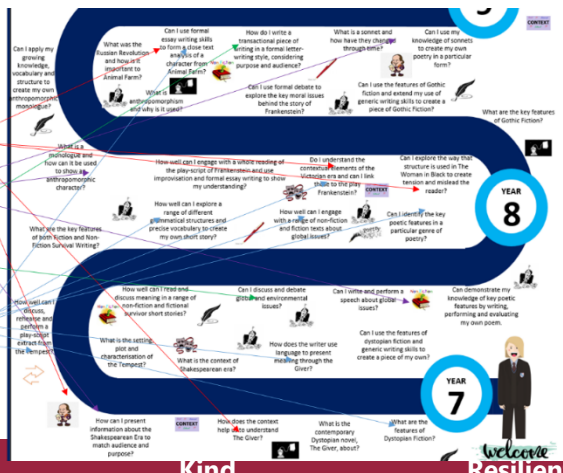 9
CONTEXT
Can I use formal
essay writing skills
to form a close text
analysis of a
character from
Animal Farm?
How do I write a
transactional piece of
writing in a formal letter-
writing style, considering
purpose and audience?
What is a sonnet and
how have they changed
through time?
Can I use my
knowledge of sonnets
to create my own
poetry in a particular
form?
Can I apply my
growing
knowledge,
vocabulary and
structure to
create my own
anthropomorphic
monologue?
What was the
Russian Revolution
and how is it
important to
Animal Farm?
What is
anthropomorphism
and why is it used?
Can I use formal debate to
explore the key moral issues
behind the story of
Frankenstein?
Can I use the features of Gothic
fiction and extend my use of
generic writing skills to create a
piece of Gothic Fiction?
What are the key features
of Gothic Fiction?
What is a
monologue and
how can it be used
to show an
anthropomorphic
character?
How well can I engage with a whole reading of
the play-script of Frankenstein and use
improvisation and formal essay writing to show
my understanding?
Do I understand the
contextual elements of the
Victorian era and can I link
these to the play
Frankenstein?
CONTEXT
Can I explore the way that
structure is used in The
Woman in Black to create
tension and mislead the
reader?
YEAR
8
How well can I explore a
range of different
grammatical structures and
precise vocabulary to create
my own short story?
How well can I engage
with a range of non-fiction
and fiction texts about
global issues?
Can I identify the key
poetic features in a
particular genre of
poetry?
poetry
What are the key features
of both Fiction and Non-
Fiction Survival Writing?
How well can I read and
discuss meaning in a range of
non-fiction and fictional
survivor short stories?
Can I discuss and debate
global and environmental
issues?
Can I write and perform a
speech about global
issues?
Can demonstrate my
knowledge of key poetic
features by writing,
performing and evaluating
my own poem.
How well can I
discuss,
rehearse and
perform a
play-script
extract from
the Tempest?
What is the setting,
plot and
characterisation of
the Tempest?
What is the context of
Shakespearean era?
How does the writer use
language to present
meaning through the
Giver?
Can I use the features of
dystopian fiction and
generic writing skills to
create a piece of my own?
YEAR
7
How can I present
information about the
Shakespearean Era to
match audience and
purpose?
CONTEXT
How does the context
help me to understand
The Giver?
What is the
contemporary
Dystopian novel,
The Giver, about?
What are the
features of
Dystopian Fiction?
welcome
Kind
Resilien